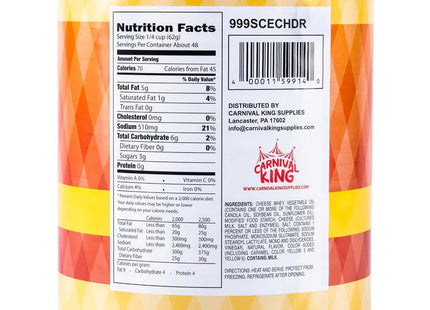 Nutrition Facts
Serving Size 1/4 cup (62g)
Servings Per Container About 48
Amount Per Serving
Calories 70 Calories from Fat 45
% Daily Value*
Total Fat 5g 8%
Saturated Fat 1g 4%
Trans Fat 0g
Cholesterol 0mg 0%
Sodium 510mg 21%
Total Carbohydrate 6g 2%
Dietary Fiber 0g 0%
Sugars 3g
Protein 0g
Vitamin A 0% • Vitamin C 0%
Calcium 4% • Iron 0%
* Percent Daily Values based on a 2,000 calorie diet.
Your daily values may be higher or lower
depending on your calorie needs.
Calories 2,000 2,500
Total Fat Less than 65g 80g
Saturated Fat Less than 20g 25g
Cholesterol Less than 300mg 300mg
Sodium Less than 2,400mg 2,400mg
Total Carbohydrate 300g 375g
Dietary Fiber 25g 30g
Calories per gram
Fat 9 • Carbohydrate 4 • Protein 4
999SCECHDR
4 00011 59914 0
DISTRIBUTED BY
CARNIVAL KING SUPPLIES
Lancaster, PA 17602
info@carnivalkingsupplies.com
CARNIVAL
KING
WWW.CARNIVALKINGSUPPLIES.COM
INGREDIENTS: CHEESE WHEY, VEGETABLE OIL
(CONTAINS ONE OR MORE OF THE FOLLOWING
CANOLA OIL, SOYBEAN OIL, SUNFLOWER OIL),
MODIFIED FOOD STARCH, CHEDDAR CHEESE (CULTURED
MILK, SALT AND ENZYMES), SALT, CONTAINS 1
PERCENT OR LESS OF THE FOLLOWING: SODIUM
PHOSPHATE, MONOSODIUM GLUTAMATE, SODIUM
STEAROYL LACTYLATE, MONO AND DIGLYCERIDES,
VINEGAR, NATURAL FLAVOR, COLOR ADDED
(INCLUDING CARAMEL COLOR, YELLOW 5 AND
YELLOW 6). CONTAINS: MILK.
DIRECTIONS: HEAT AND SERVE. PROTECT FROM
FREEZING. REFRIGERATE AFTER OPENING.